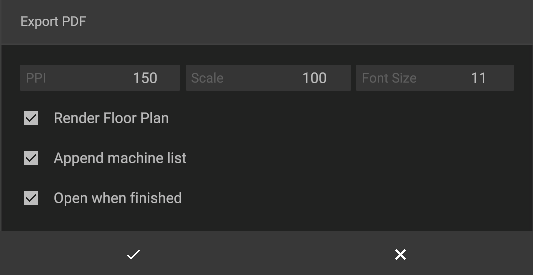 Export PDF
PPI 150 Scale 100 Font Size 11
Render Floor Plan
Append machine list
Open when finished